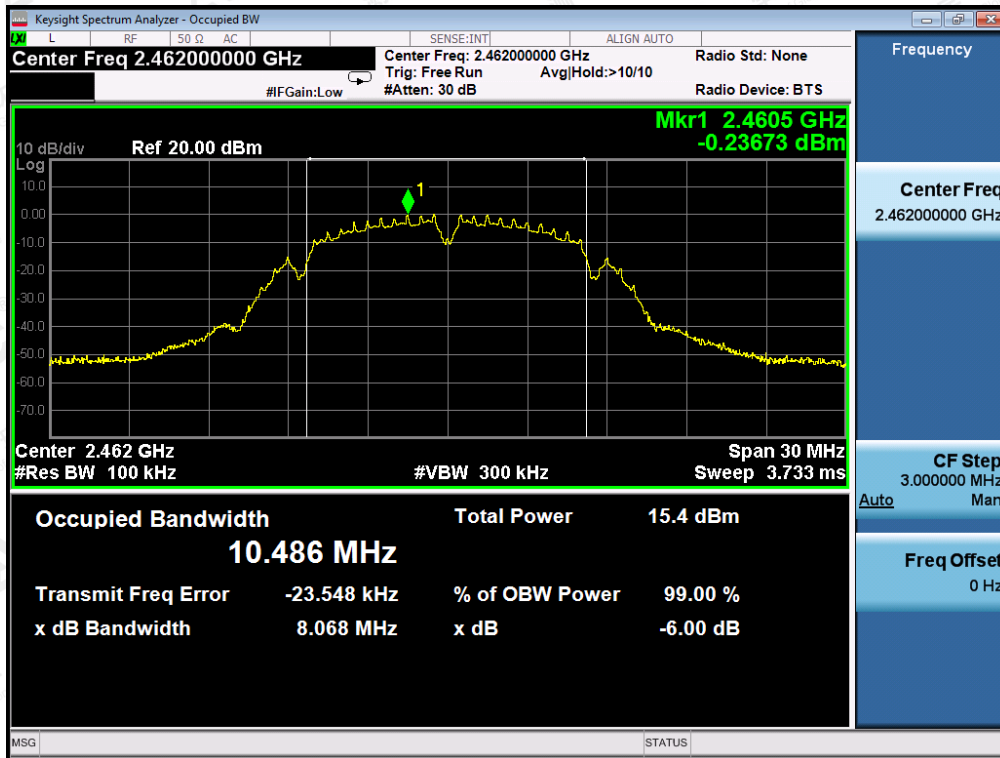 Keysight Spectrum Analyzer - Occupied BW
LXI L RF 50 Ω AC SENSE:INT ALIGN AUTO
Center Freq 2.462000000 GHz
Center Freq: 2.462000000 GHz
Radio Std: None
Trig: Free Run Avg|Hold:>10/10
#IFGain:Low
#Atten: 30 dB
Radio Device: BTS
Frequency
Mkr1 2.4605 GHz
-0.23673 dBm
10 dB/div Ref 20.00 dBm
Log
10.0
0.00
-10.0
-20.0
-30.0
-40.0
-50.0
-60.0
-70.0
1
Center 2.462 GHz Span 30 MHz
#Res BW 100 kHz #VBW 300 kHz Sweep 3.733 ms
Occupied Bandwidth Total Power 15.4 dBm
10.486 MHz
Transmit Freq Error -23.548 kHz % of OBW Power 99.00 %
x dB Bandwidth 8.068 MHz x dB -6.00 dB
Center Freq
2.462000000 GHz
CF Step
3.000000 MHz
Auto Man
Freq Offset
0 Hz
MSG STATUS